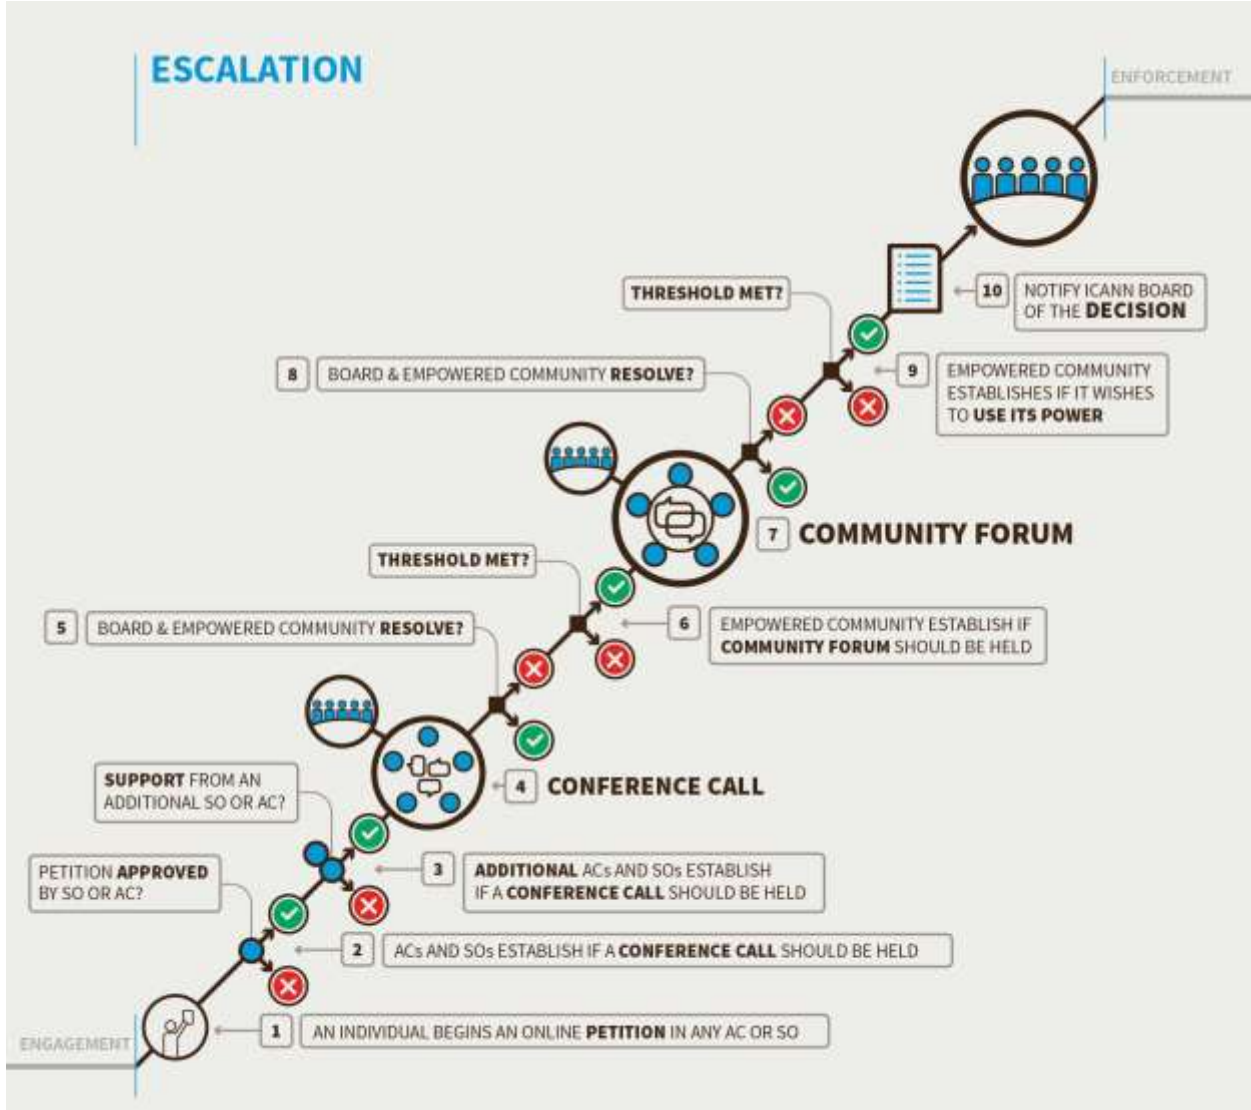 ESCALATION
ENFORCEMENT
THRESHOLD MET?
10
NOTIFY ICANN BOARD
OF THE DECISION
8
BOARD & EMPOWERED COMMUNITY RESOLVE?
9
EMPOWERED COMMUNITY
ESTABLISHES IF IT WISHES
TO USE ITS POWER
7
COMMUNITY FORUM
THRESHOLD MET?
5
BOARD & EMPOWERED COMMUNITY RESOLVE?
6
EMPOWERED COMMUNITY ESTABLISH IF
COMMUNITY FORUM SHOULD BE HELD
4
CONFERENCE CALL
SUPPORT FROM AN
ADDITIONAL SO OR AC?
3
ADDITIONAL ACs AND SOs ESTABLISH
IF A CONFERENCE CALL SHOULD BE HELD
PETITION APPROVED
BY SO OR AC?
2
ACs AND SOs ESTABLISH IF A CONFERENCE CALL SHOULD BE HELD
1
AN INDIVIDUAL BEGINS AN ONLINE PETITION IN ANY AC OR SO
ENGAGEMENT